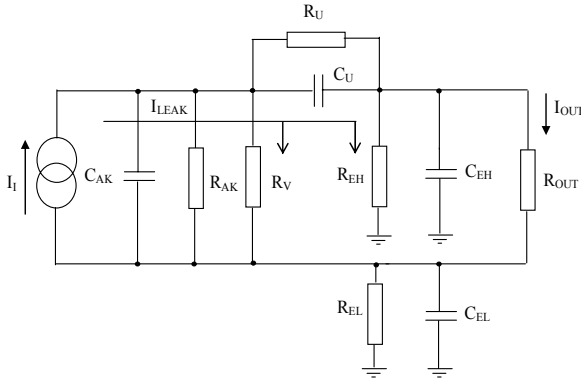 R_U
C_U
I_LEAK
I_OUT
I_I
C_AK
R_AK
R_V
R_EH
C_EH
R_OUT
R_EL
C_EL